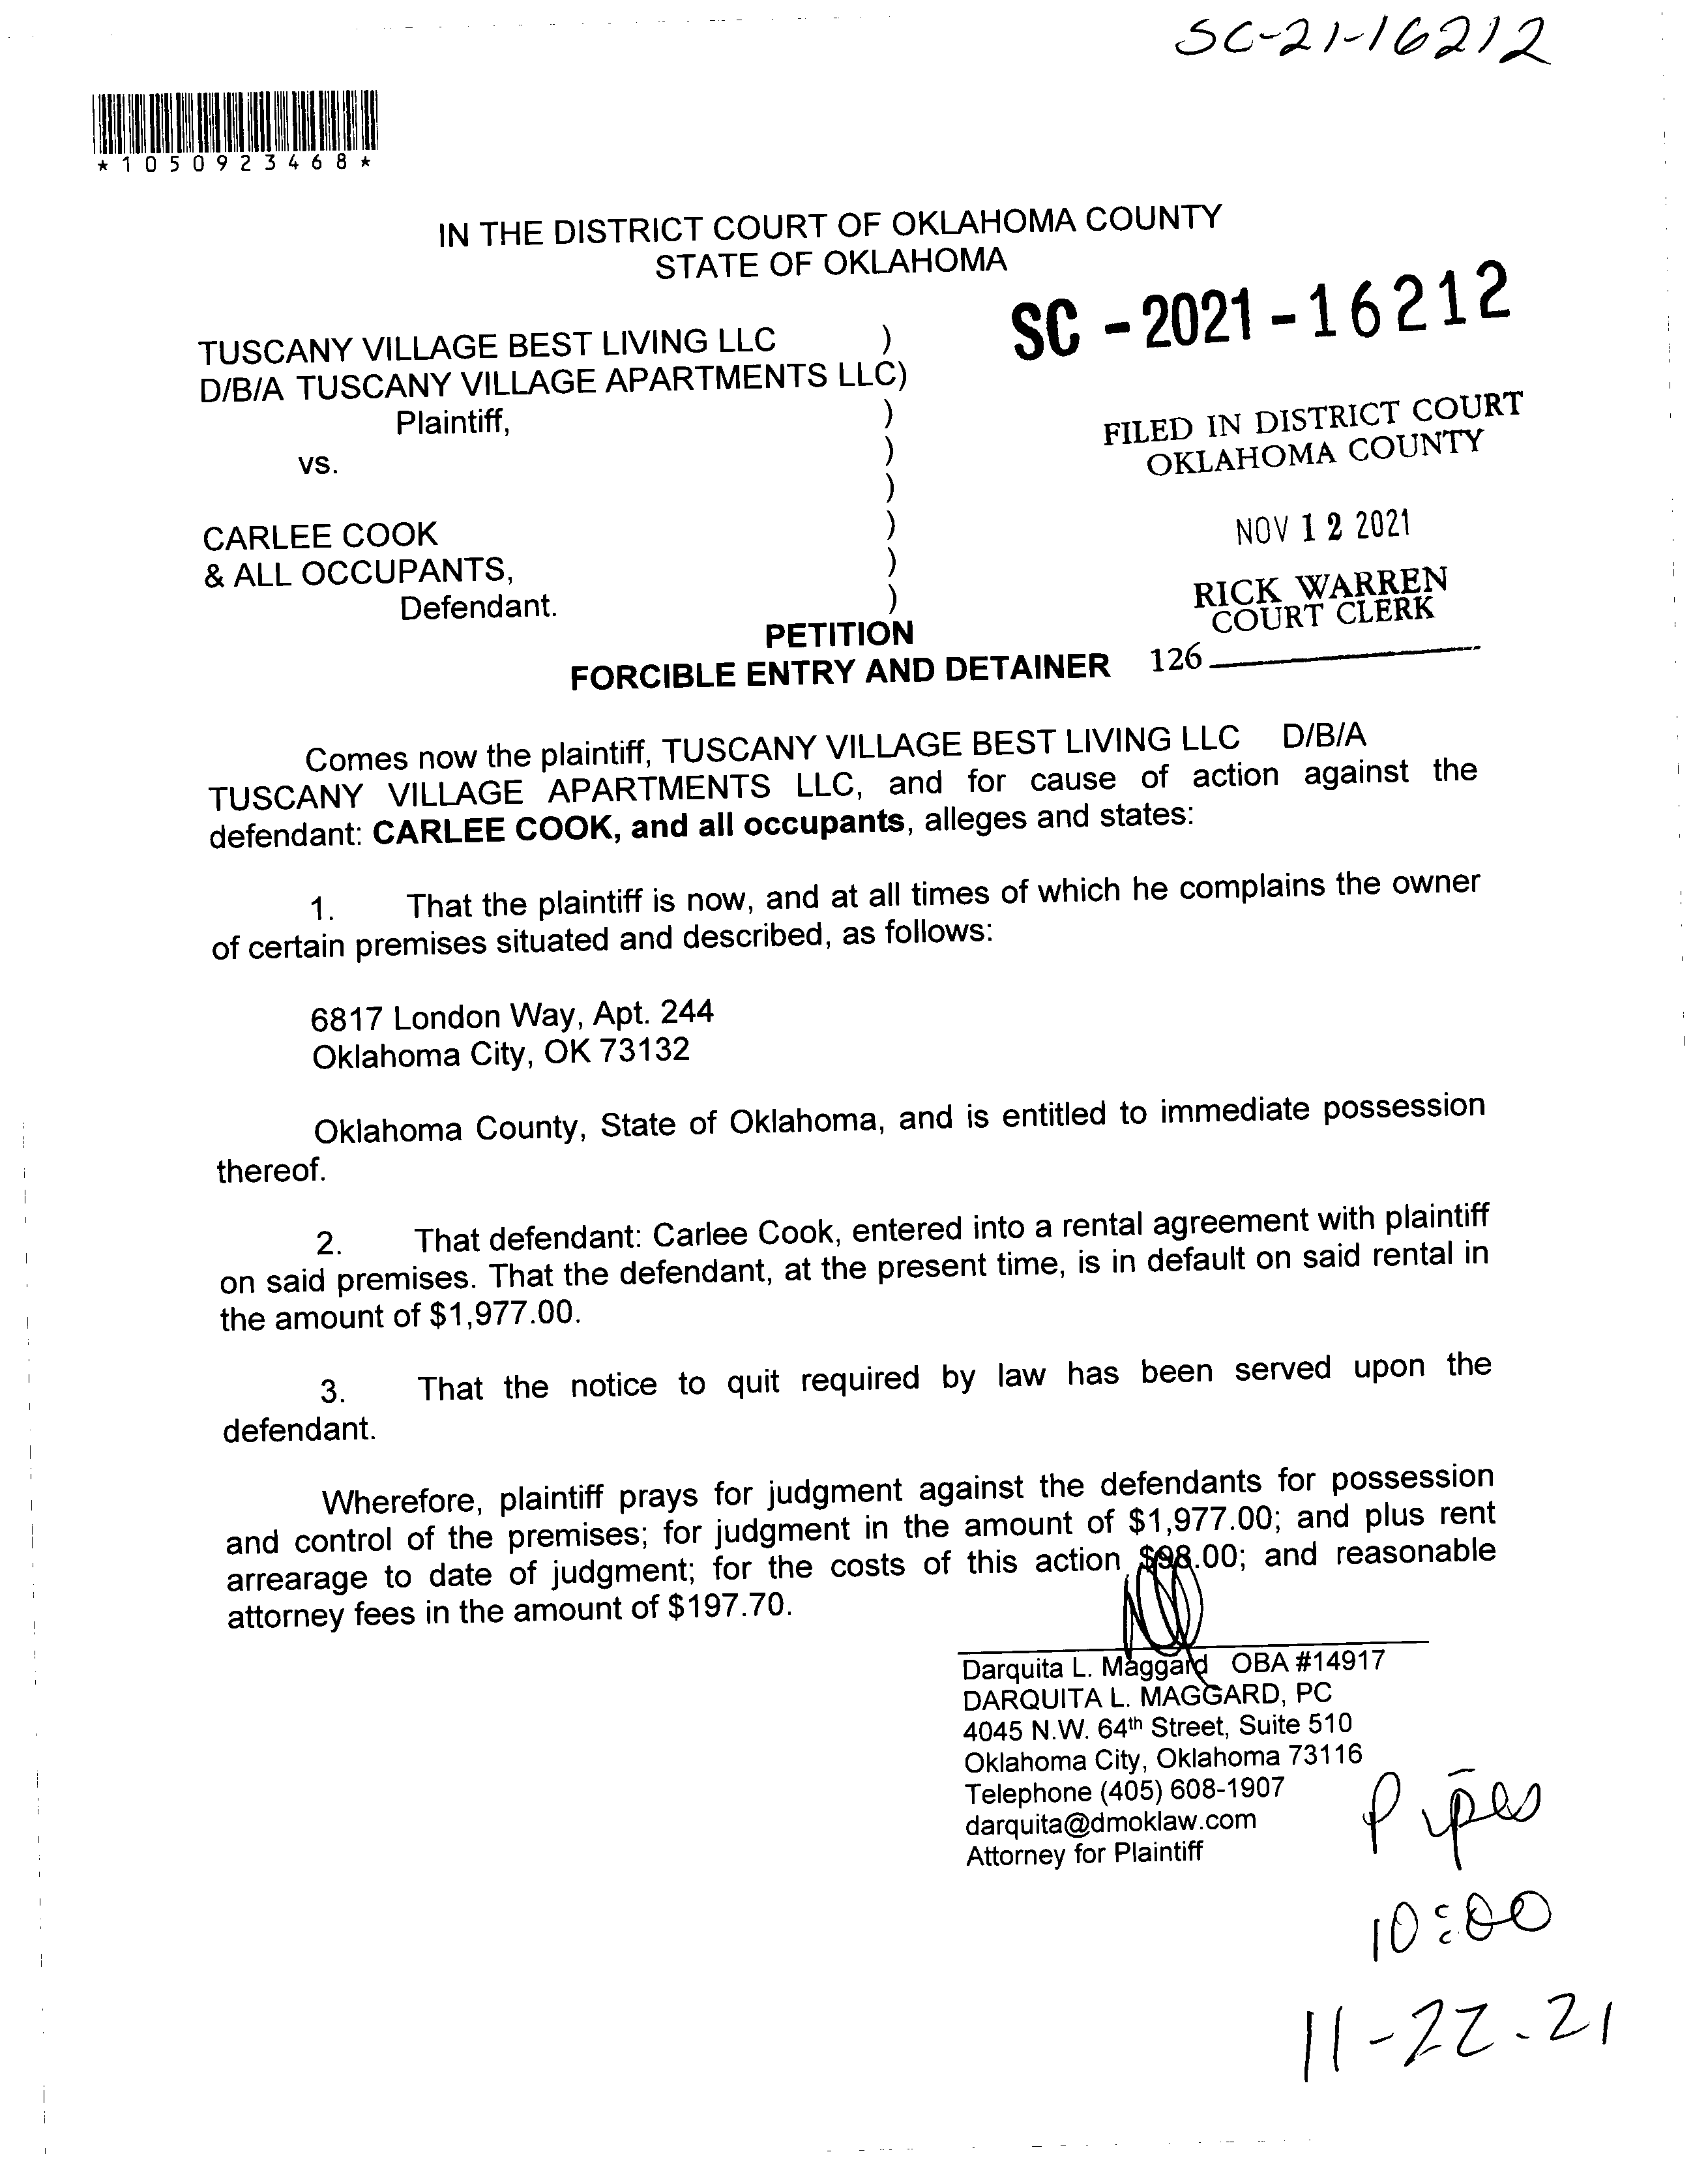 SC-21-16212
*1050923468*
IN THE DISTRICT COURT OF OKLAHOMA COUNTY
STATE OF OKLAHOMA
SC - 2021 - 16212
TUSCANY VILLAGE BEST LIVING LLC )
D/B/A TUSCANY VILLAGE APARTMENTS LLC)
Plaintiff, )
FILED IN DISTRICT COURT
OKLAHOMA COUNTY
vs. )
)
CARLEE COOK )
NOV 12 2021
& ALL OCCUPANTS, )
Defendant. )
RICK WARREN
COURT CLERK
PETITION
126
FORCIBLE ENTRY AND DETAINER
Comes now the plaintiff, TUSCANY VILLAGE BEST LIVING LLC D/B/A
TUSCANY VILLAGE APARTMENTS LLC, and for cause of action against the
defendant: CARLEE COOK, and all occupants, alleges and states:
1. That the plaintiff is now, and at all times of which he complains the owner
of certain premises situated and described, as follows:
6817 London Way, Apt. 244
Oklahoma City, OK 73132
Oklahoma County, State of Oklahoma, and is entitled to immediate possession
thereof.
2. That defendant: Carlee Cook, entered into a rental agreement with plaintiff
on said premises. That the defendant, at the present time, is in default on said rental in
the amount of $1,977.00.
3. That the notice to quit required by law has been served upon the
defendant.
Wherefore, plaintiff prays for judgment against the defendants for possession
and control of the premises; for judgment in the amount of $1,977.00; and plus rent
arrearage to date of judgment; for the costs of this action $98.00; and reasonable
attorney fees in the amount of $197.70.
Darquita L. Maggard OBA #14917
DARQUITA L. MAGGARD, PC
4045 N.W. 64th Street, Suite 510
Oklahoma City, Oklahoma 73116
Telephone (405) 608-1907
darquita@dmoklaw.com
Attorney for Plaintiff
Pipes
10:00
11-22-21